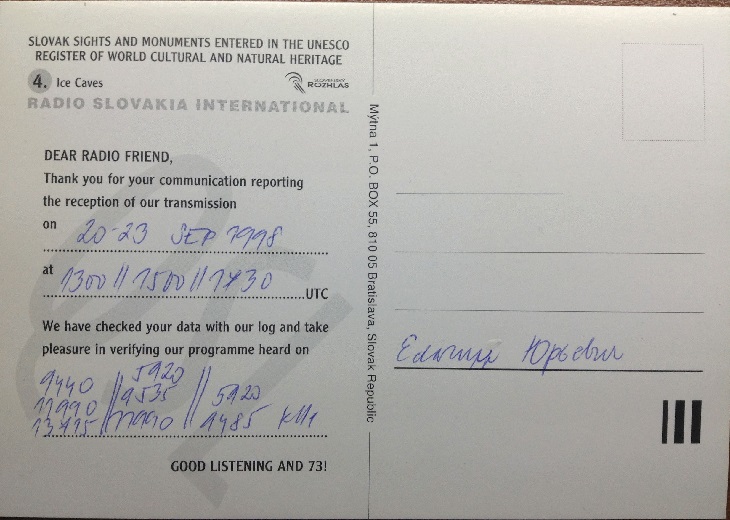 SLOVAK SIGHTS AND MONUMENTS ENTERED IN THE UNESCO
REGISTER OF WORLD CULTURAL AND NATURAL HERITAGE
4. Ice Caves
SLOVENSKÝ
ROZHLAS
RADIO SLOVAKIA INTERNATIONAL
DEAR RADIO FRIEND,
Thank you for your communication reporting
the reception of our transmission
on 20-23 SEP 1998
at 1300 // 1500 // 1730
UTC
We have checked your data with our log and take
pleasure in verifying our programme heard on
9440 // 5920 //
11990 // 9535 // 5920
// 11990 // 9485 kHz
GOOD LISTENING AND 73!
Mýtna 1, P.O. BOX 55, 810 05 Bratislava, Slovak Republic
Юрьевич